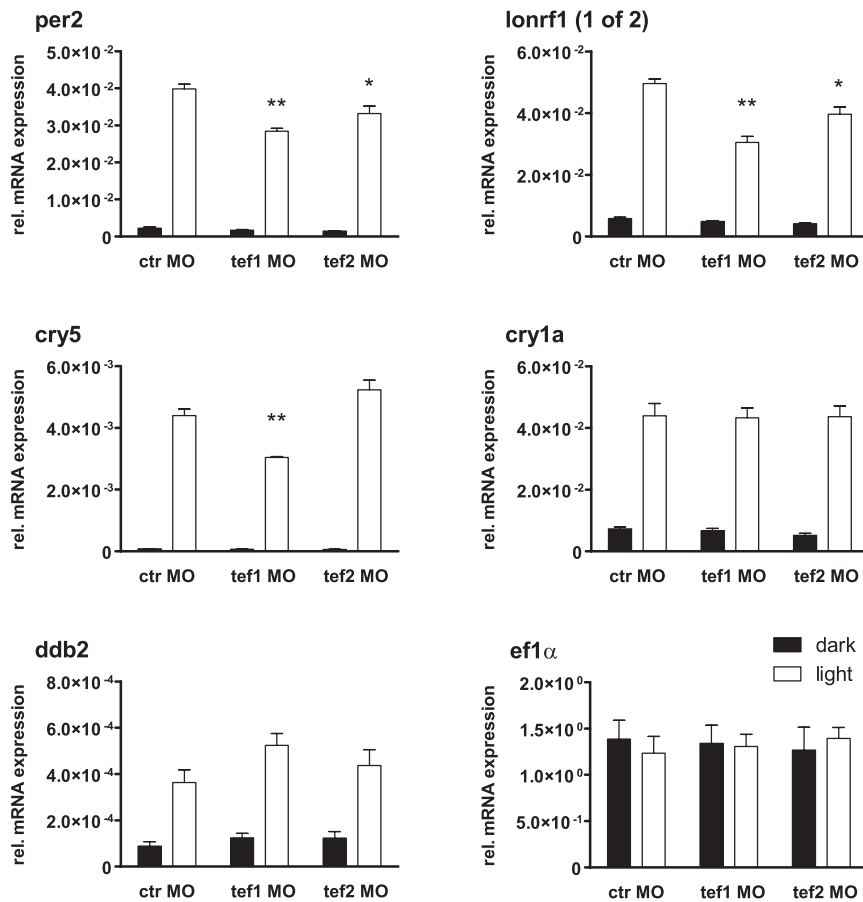 per2
rel. mRNA expression
5.0×10⁻²
4.0×10⁻²
3.0×10⁻²
2.0×10⁻²
1.0×10⁻²
0
**
*
ctr MO tef1 MO tef2 MO
lonrf1 (1 of 2)
rel. mRNA expression
6.0×10⁻²
4.0×10⁻²
2.0×10⁻²
0
**
*
ctr MO tef1 MO tef2 MO
cry5
rel. mRNA expression
6.0×10⁻³
4.0×10⁻³
2.0×10⁻³
0
**
ctr MO tef1 MO tef2 MO
cry1a
rel. mRNA expression
6.0×10⁻²
4.0×10⁻²
2.0×10⁻²
0
ctr MO tef1 MO tef2 MO
ddb2
rel. mRNA expression
8.0×10⁻⁴
6.0×10⁻⁴
4.0×10⁻⁴
2.0×10⁻⁴
0
ctr MO tef1 MO tef2 MO
ef1α
dark
light
rel. mRNA expression
2.0×10⁰
1.5×10⁰
1.0×10⁰
5.0×10⁻¹
0
ctr MO tef1 MO tef2 MO